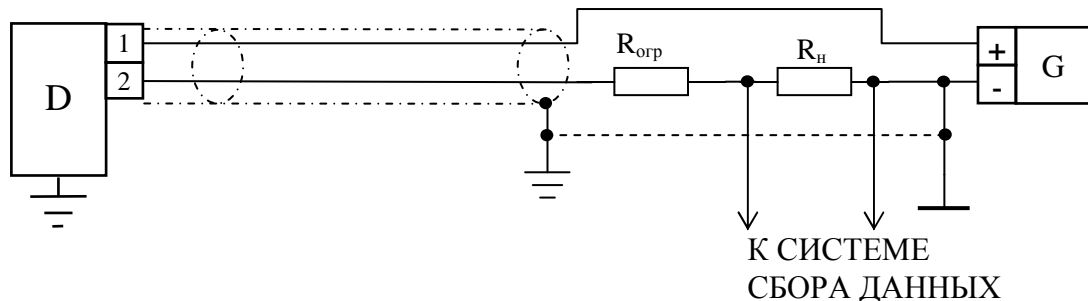 D
1
2
Rогр
Rн
+
-
G
К СИСТЕМЕ
СБОРА ДАННЫХ